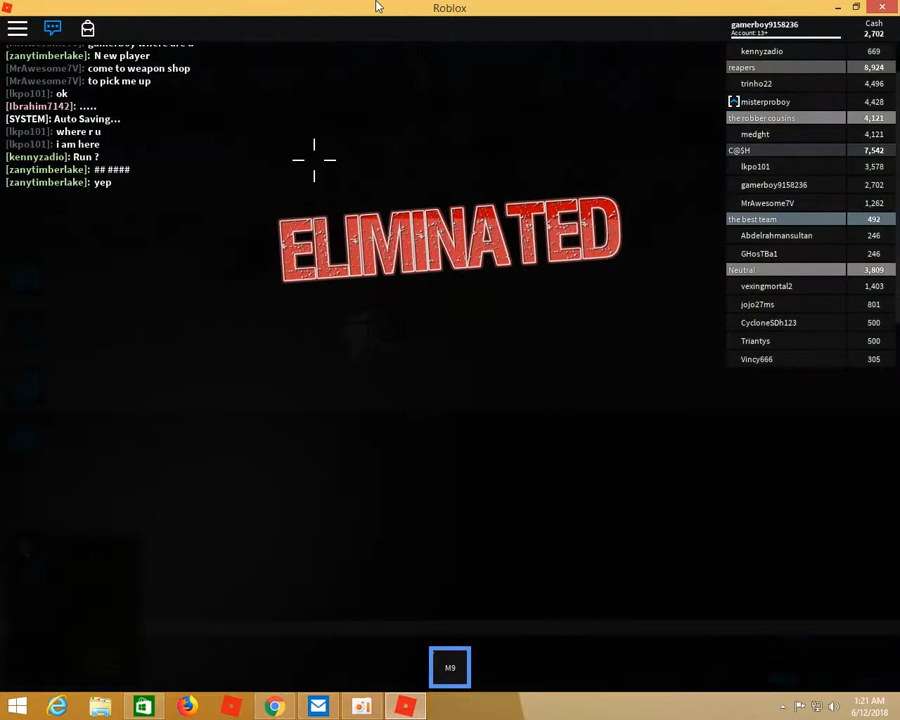 Roblox
gamerboy9158236
Account: 13+
Cash
2,702
[zanytimberlake]: N ew player
[MrAwesome7V] come to weapon shop
[MrAwesome7V]: to pick me up
[lkpo101]: ok
[Ibrahim7142]: .....
[SYSTEM]: Auto Saving...
[lkpo101]: where r u
[lkpo101]: i am here
[kennyzadio]: Run ?
[zanytimberlake]: ## ####
[zanytimberlake]: yep
kennyzadio 669
reapers 8,924
trinho22 4,496
misterproboy 4,428
the robber cousins 4,121
medght 4,121
C@$H 7,542
lkpo101 3,578
gamerboy9158236 2,702
MrAwesome7V 1,262
the best team 492
Abdelrahmansultan 246
GHosTBa1 246
Neutral 3,809
vexingmortal2 1,403
jojo27ms 801
CycloneSDh123 500
Triantys 500
Vincy666 305
ELIMINATED
M9
1:21 AM
6/12/2018